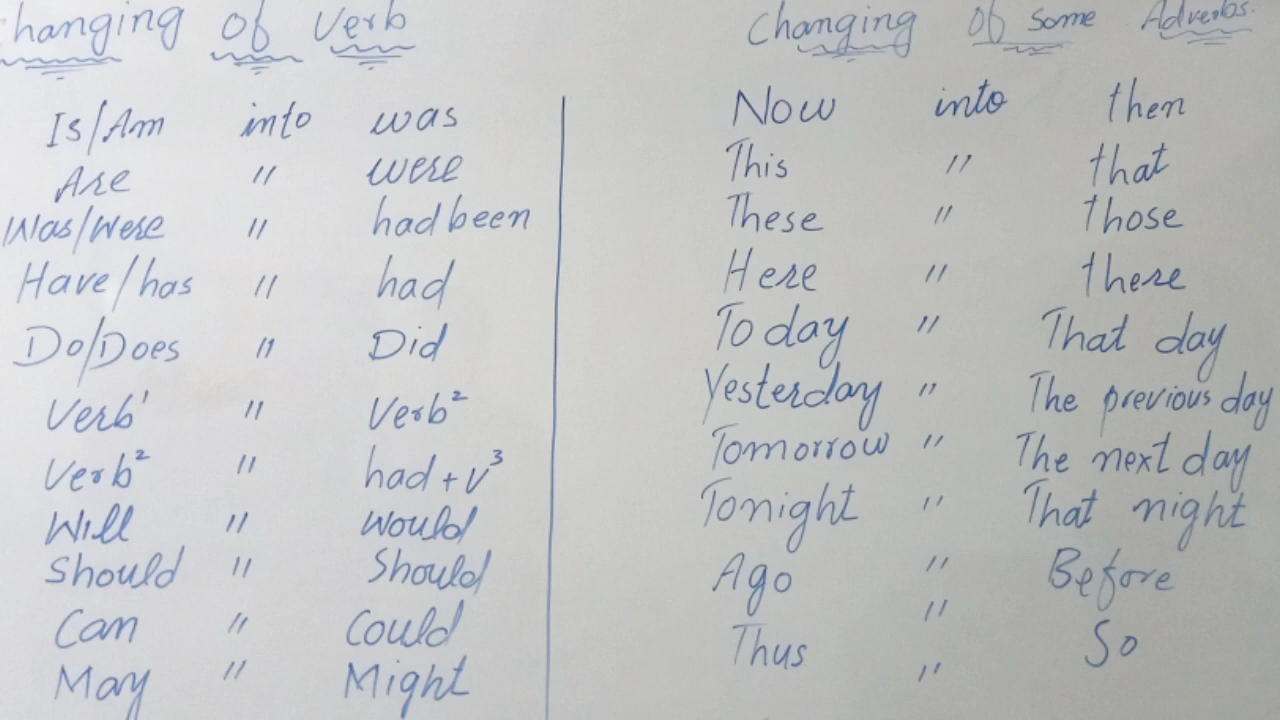 hanging Of Verb
Is/Am into was
Are " were
Was/Were " had been
Have/has " had
Do/Does " Did
Verb¹ " Verb²
Verb² " had + V³
Will " would
Should " Should
Can " Could
May " Might
Changing Of Some Adverbs.
Now into then
This " that
These " those
Here " there
To day " That day
Yesterday " The previous day
Tomorrow " The next day
Tonight " That night
Ago " Before
"
Thus " So